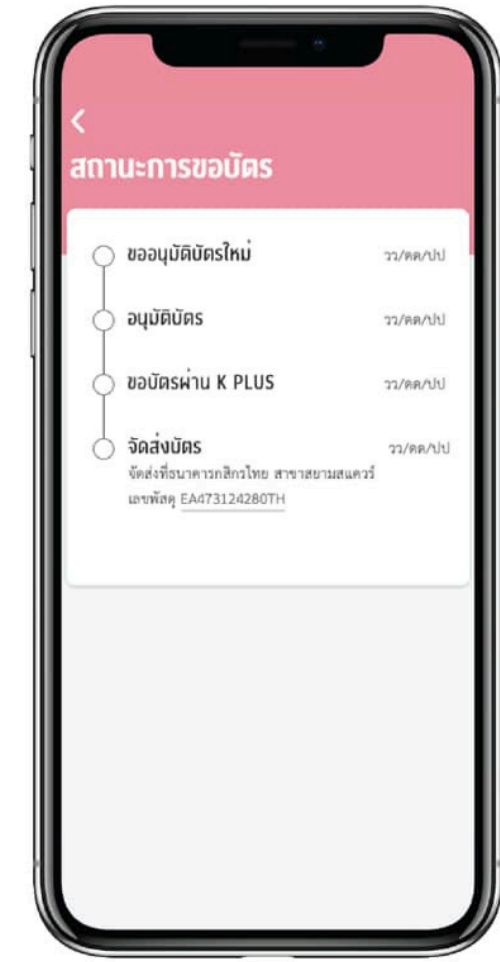 สถานะการขอบัตร
ขออนุมัติบัตรใหม่ วว/ดด/ปป
อนุมัติบัตร วว/ดด/ปป
ขอบัตรผ่าน K PLUS วว/ดด/ปป
จัดส่งบัตร วว/ดด/ปป
จัดส่งที่ธนาคารกสิกรไทย สาขาสยามสแควร์
เลขพัสดุ EA473124280TH